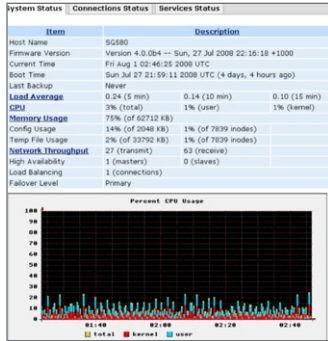 System Status Connections Status Services Status
Item Description
Host Name SG580
Firmware Version Version 4.0.0b4 -- Sun, 27 Jul 2008 22:16:18 +1000
Current Time Fri Aug 1 02:46:25 2008 UTC
Boot Time Sun Jul 27 21:59:11 2008 UTC (4 days, 4 hours ago)
Last Backup Never
Load Average 0.24 (5 min) 0.14 (10 min) 0.10 (15 min)
CPU 3% (total) 1% (user) 1% (kernel)
Memory Usage 75% (of 62712 KB)
Config Usage 14% (of 2048 KB) 1% (of 7839 inodes)
Temp File Usage 2% (of 33792 KB) 1% (of 7839 inodes)
Network Throughput 27 (transmit) 63 (receive)
High Availability 1 (masters) 0 (slaves)
Load Balancing 1 (connections)
Failover Level Primary
Percent CPU Usage
100
90
80
70
60
50
40
30
20
10
0
01:40 02:00 02:20 02:40
total kernel user